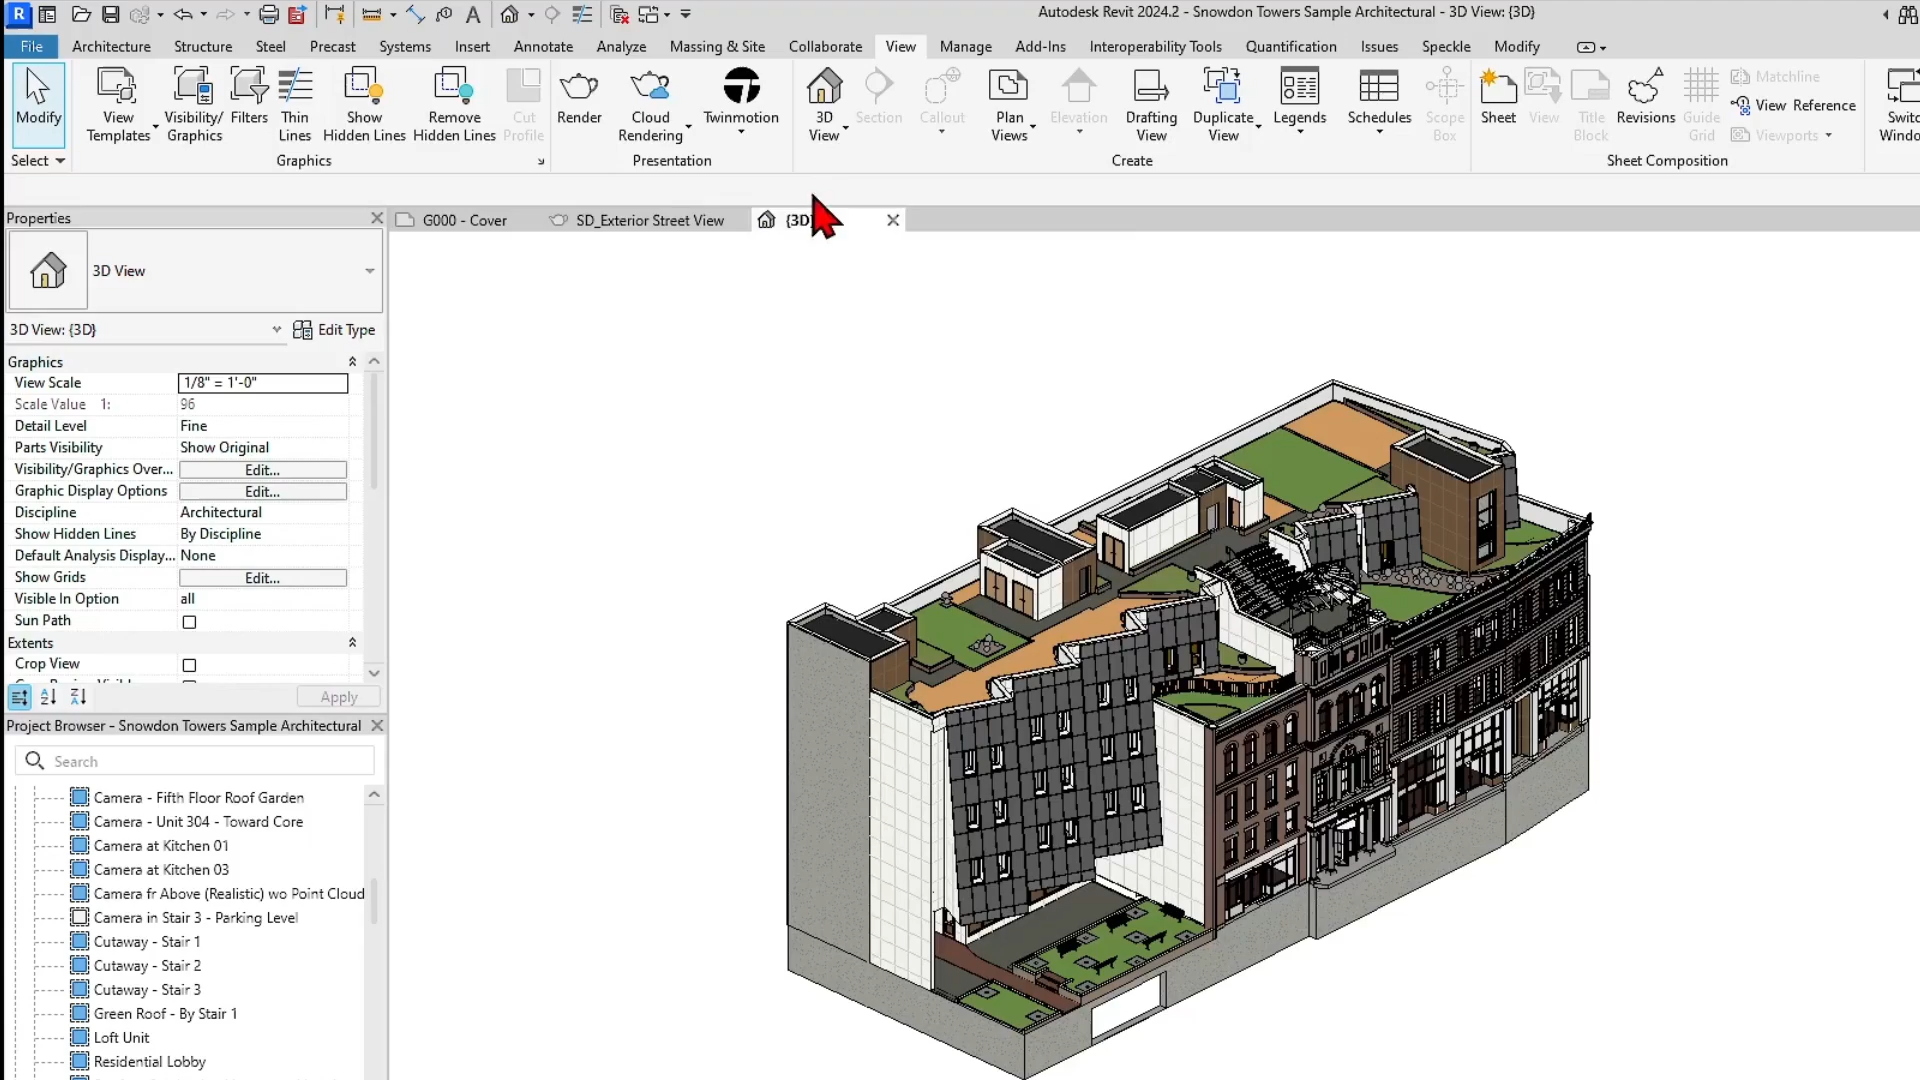 R
A
Autodesk Revit 2024.2 - Snowdon Towers Sample Architectural - 3D View: {3D}
File Architecture Structure Steel Precast Systems Insert Annotate Analyze Massing & Site Collaborate View Manage Add-Ins Interoperability Tools Quantification Issues Speckle Modify
Modify
View Templates
Visibility/ Graphics
Filters
Thin Lines
Show Hidden Lines
Remove Hidden Lines
Cut Profile
Render
Cloud Rendering
Twinmotion
3D View
Section
Callout
Plan Views
Elevation
Drafting View
Duplicate View
Legends
Schedules
Scope Box
Sheet
View
Title Block
Revisions
Guide Grid
Matchline
View Reference
Viewports
Select
Graphics
Presentation
Create
Sheet Composition
Properties
G000 - Cover
SD_Exterior Street View
3D View
3D View: {3D}
Edit Type
Graphics
View Scale 1/8" = 1'-0"
Scale Value 1: 96
Detail Level Fine
Parts Visibility Show Original
Visibility/Graphics Over... Edit...
Graphic Display Options Edit...
Discipline Architectural
Show Hidden Lines By Discipline
Default Analysis Display... None
Show Grids Edit...
Visible In Option all
Sun Path
Extents
Crop View
Apply
Project Browser - Snowdon Towers Sample Architectural
Search
Camera - Fifth Floor Roof Garden
Camera - Unit 304 - Toward Core
Camera at Kitchen 01
Camera at Kitchen 03
Camera fr Above (Realistic) wo Point Cloud
Camera in Stair 3 - Parking Level
Cutaway - Stair 1
Cutaway - Stair 2
Cutaway - Stair 3
Green Roof - By Stair 1
Loft Unit
Residential Lobby